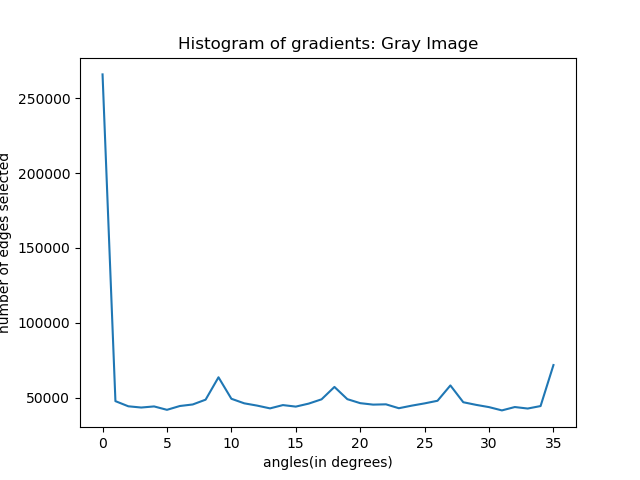 Histogram of gradients: Gray Image
number of edges selected
250000
200000
150000
100000
50000
0 5 10 15 20 25 30 35
angles(in degrees)